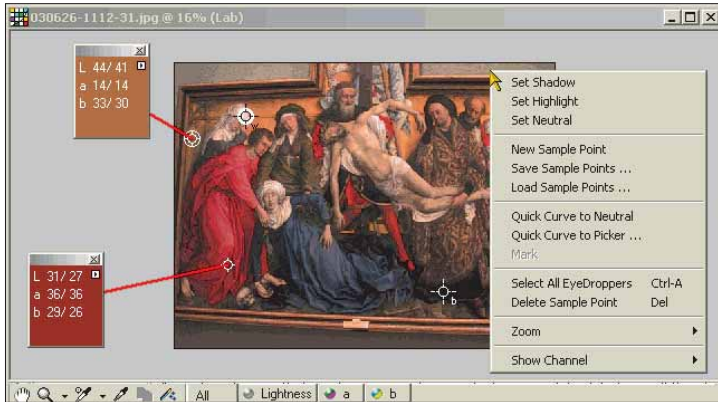 030626-1112-31.jpg @ 16% (Lab)
L 44/ 41
a 14/ 14
b 33/ 30
L 31/ 27
a 36/ 36
b 29/ 26
b
Set Shadow
Set Highlight
Set Neutral
New Sample Point
Save Sample Points ...
Load Sample Points ...
Quick Curve to Neutral
Quick Curve to Picker ...
Mark
Select All EyeDroppers Ctrl-A
Delete Sample Point Del
Zoom
Show Channel
All Lightness a b